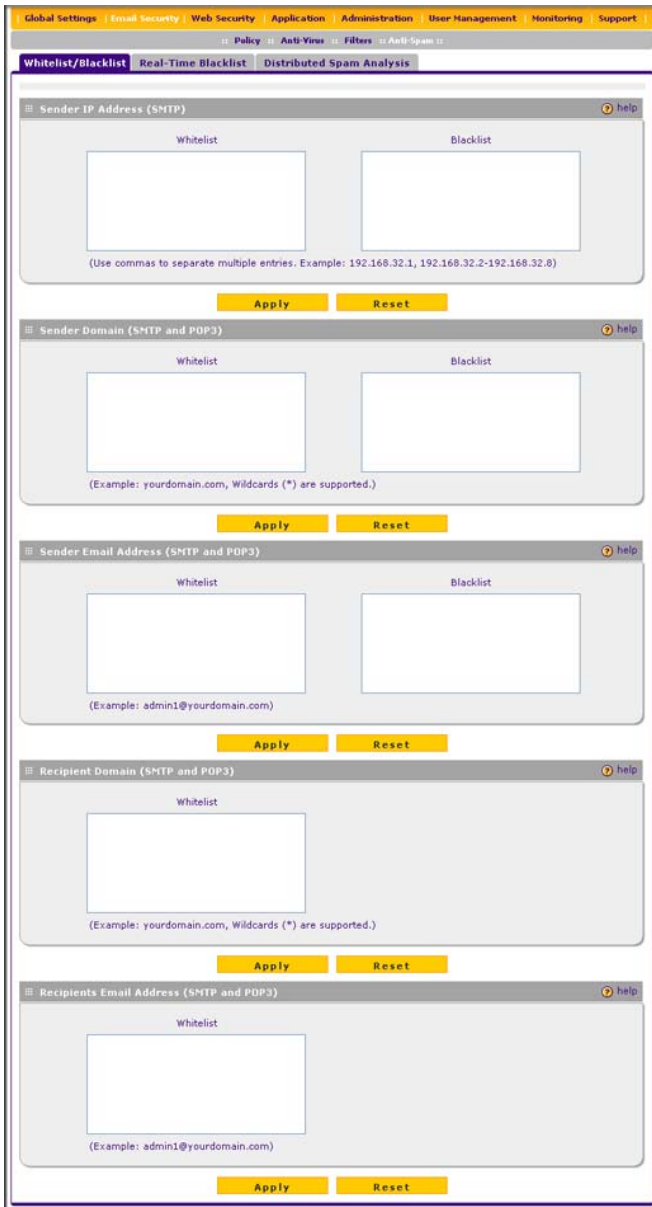 Global Settings | Email Security | Web Security | Application | Administration | User Management | Monitoring | Support
:: Policy :: Anti-Virus :: Filters :: Anti-Spam ::
Whitelist/Blacklist Real-Time Blacklist Distributed Spam Analysis
Sender IP Address (SMTP) ? help
Whitelist Blacklist
(Use commas to separate multiple entries. Example: 192.168.32.1, 192.168.32.2-192.168.32.8)
Apply Reset
Sender Domain (SMTP and POP3) ? help
Whitelist Blacklist
(Example: yourdomain.com, Wildcards (*) are supported.)
Apply Reset
Sender Email Address (SMTP and POP3) ? help
Whitelist Blacklist
(Example: admin1@yourdomain.com)
Apply Reset
Recipient Domain (SMTP and POP3) ? help
Whitelist
(Example: yourdomain.com, Wildcards (*) are supported.)
Apply Reset
Recipients Email Address (SMTP and POP3) ? help
Whitelist
(Example: admin1@yourdomain.com)
Apply Reset